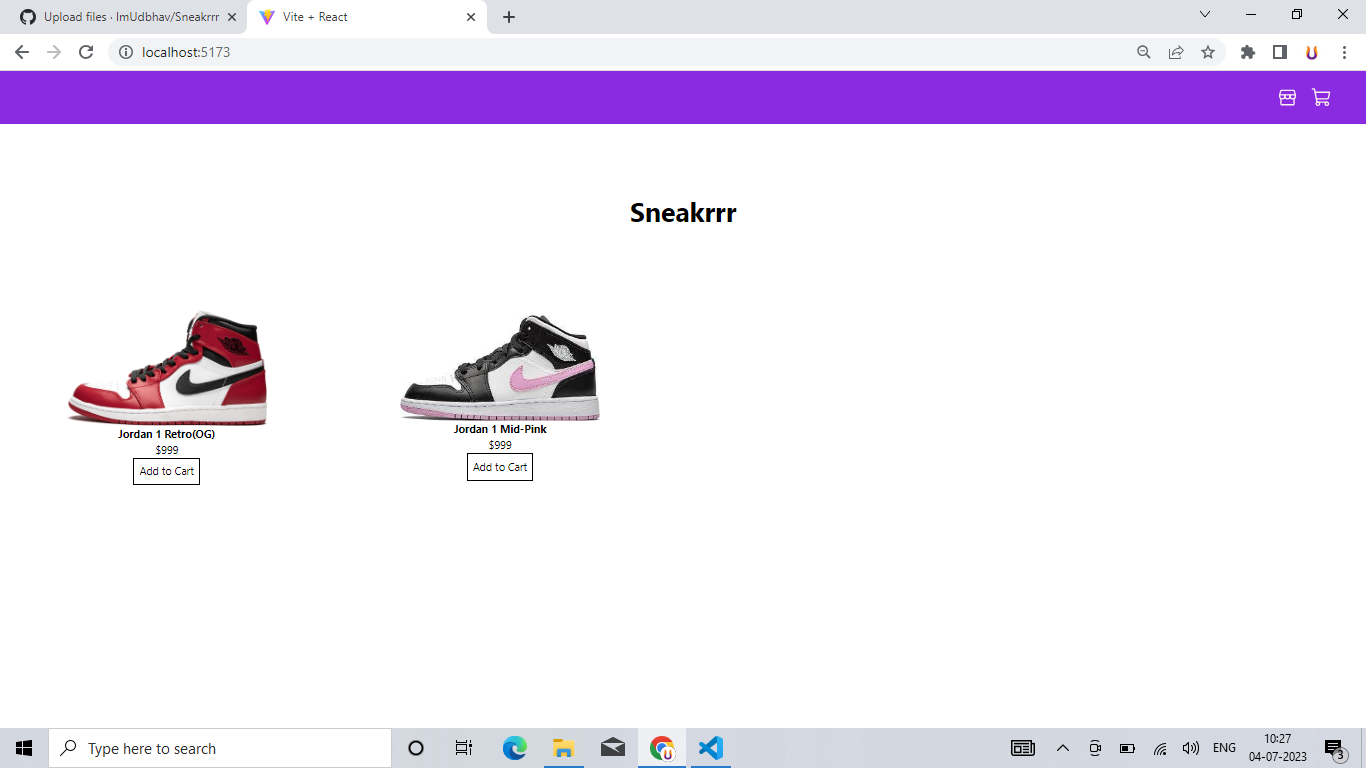 Upload files · ImUdbhav/Sneakrrr
Vite + React
localhost:5173
Sneakrrr
Jordan 1 Retro(OG)
$999
Add to Cart
Jordan 1 Mid-Pink
$999
Add to Cart
Type here to search
ENG
10:27
04-07-2023
3